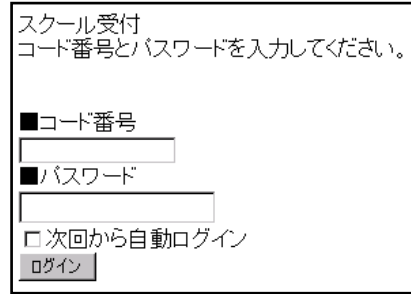 スクール受付
コード番号とパスワードを入力してください。
■コード番号
■パスワード
次回から自動ログイン
ログイン